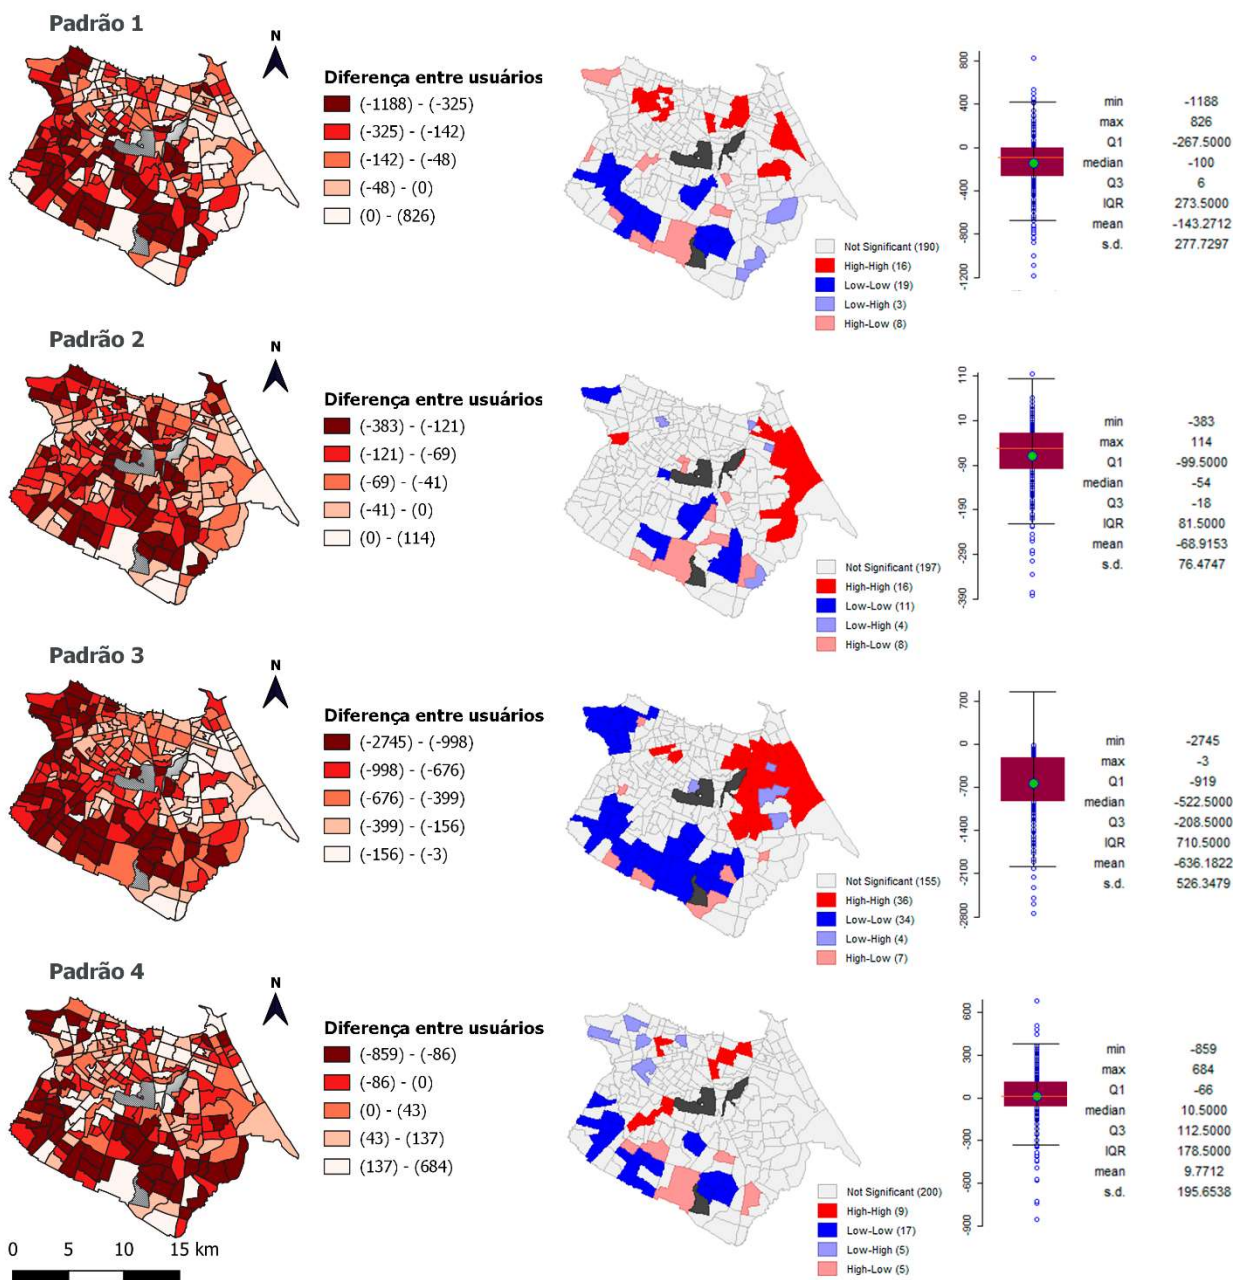 Padrão 1
N
Diferença entre usuários
(-1188) - (-325)
(-325) - (-142)
(-142) - (-48)
(-48) - (0)
(0) - (826)
Not Significant (190)
High-High (16)
Low-Low (19)
Low-High (3)
High-Low (8)
800
400
0
-400
-800
-1200
min -1188
max 826
Q1 -267.5000
median -100
Q3 6
IQR 273.5000
mean -143.2712
s.d. 277.7297
Padrão 2
N
Diferença entre usuários
(-383) - (-121)
(-121) - (-69)
(-69) - (-41)
(-41) - (0)
(0) - (114)
Not Significant (197)
High-High (16)
Low-Low (11)
Low-High (4)
High-Low (8)
110
10
-90
-190
-290
-390
min -383
max 114
Q1 -99.5000
median -54
Q3 -18
IQR 81.5000
mean -68.9153
s.d. 76.4747
Padrão 3
N
Diferença entre usuários
(-2745) - (-998)
(-998) - (-676)
(-676) - (-399)
(-399) - (-156)
(-156) - (-3)
Not Significant (155)
High-High (36)
Low-Low (34)
Low-High (4)
High-Low (7)
700
0
-700
-1400
-2100
-2800
min -2745
max -3
Q1 -919
median -522.5000
Q3 -208.5000
IQR 710.5000
mean -636.1822
s.d. 526.3479
Padrão 4
N
Diferença entre usuários
(-859) - (-86)
(-86) - (0)
(0) - (43)
(43) - (137)
(137) - (684)
Not Significant (200)
High-High (9)
Low-Low (17)
Low-High (5)
High-Low (5)
600
300
0
-300
-600
-900
min -859
max 684
Q1 -66
median 10.5000
Q3 112.5000
IQR 178.5000
mean 9.7712
s.d. 195.6538
0 5 10 15 km